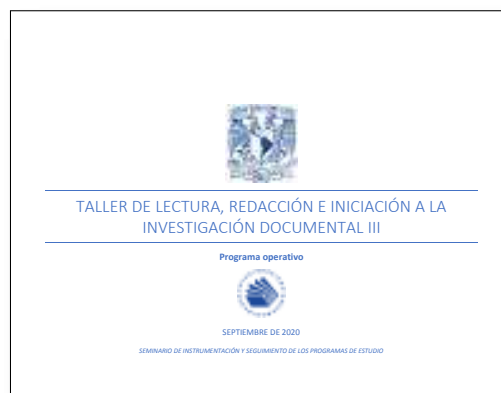 TALLER DE LECTURA, REDACCIÓN E INICIACIÓN A LA
INVESTIGACIÓN DOCUMENTAL III
Programa operativo
SEPTIEMBRE DE 2020
SEMINARIO DE INSTRUMENTACIÓN Y SEGUIMIENTO DE LOS PROGRAMAS DE ESTUDIO